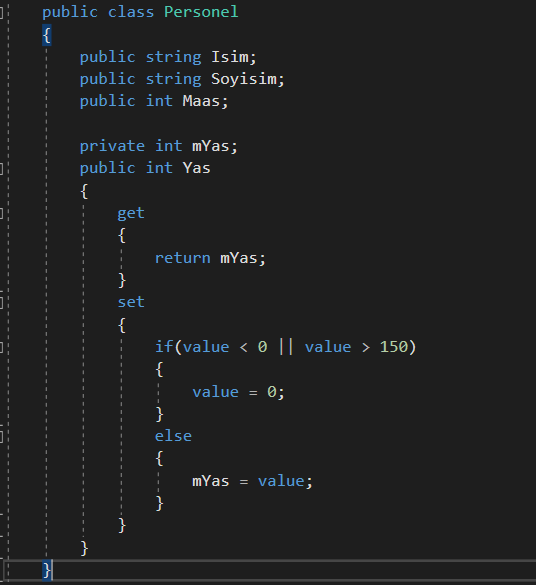 public class Personel
{
public string Isim;
public string Soyisim;
public int Maas;
private int mYas;
public int Yas
{
get
{
return mYas;
}
set
{
if(value < 0 || value > 150)
{
value = 0;
}
else
{
mYas = value;
}
}
}
}